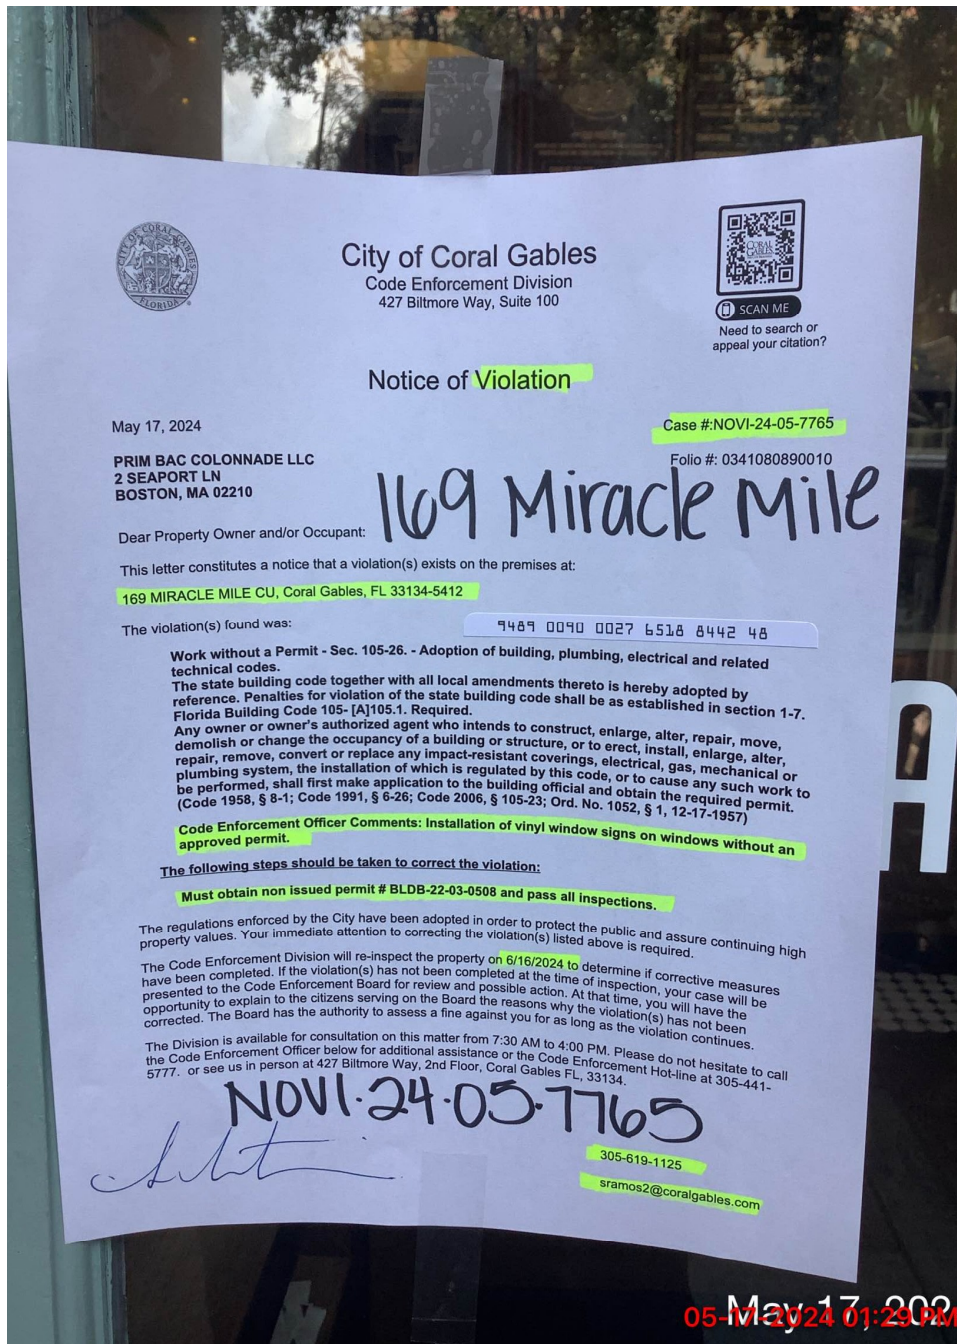 CITY OF CORAL GABLES
FLORIDA
City of Coral Gables
Code Enforcement Division
427 Biltmore Way, Suite 100
CORAL
GABLES
SCAN ME
Need to search or
appeal your citation?
Notice of Violation
May 17, 2024
Case #:NOVI-24-05-7765
Folio #: 0341080890010
PRIM BAC COLONNADE LLC
2 SEAPORT LN
BOSTON, MA 02210
169 Miracle Mile
Dear Property Owner and/or Occupant:
This letter constitutes a notice that a violation(s) exists on the premises at:
169 MIRACLE MILE CU, Coral Gables, FL 33134-5412
The violation(s) found was:
9489 0090 0027 6518 8442 48
Work without a Permit - Sec. 105-26. - Adoption of building, plumbing, electrical and related
technical codes.
The state building code together with all local amendments thereto is hereby adopted by
reference. Penalties for violation of the state building code shall be as established in section 1-7.
Florida Building Code 105- [A]105.1. Required.
Any owner or owner's authorized agent who intends to construct, enlarge, alter, repair, move,
demolish or change the occupancy of a building or structure, or to erect, install, enlarge, alter,
repair, remove, convert or replace any impact-resistant coverings, electrical, gas, mechanical or
plumbing system, the installation of which is regulated by this code, or to cause any such work to
be performed, shall first make application to the building official and obtain the required permit.
(Code 1958, § 8-1; Code 1991, § 6-26; Code 2006, § 105-23; Ord. No. 1052, § 1, 12-17-1957)
Code Enforcement Officer Comments: Installation of vinyl window signs on windows without an
approved permit.
The following steps should be taken to correct the violation:
Must obtain non issued permit # BLDB-22-03-0508 and pass all inspections.
The regulations enforced by the City have been adopted in order to protect the public and assure continuing high
property values. Your immediate attention to correcting the violation(s) listed above is required.
The Code Enforcement Division will re-inspect the property on 6/16/2024 to determine if corrective measures
have been completed. If the violation(s) has not been completed at the time of inspection, your case will be
presented to the Code Enforcement Board for review and possible action. At that time, you will have the
opportunity to explain to the citizens serving on the Board the reasons why the violation(s) has not been
corrected. The Board has the authority to assess a fine against you for as long as the violation continues.
The Division is available for consultation on this matter from 7:30 AM to 4:00 PM. Please do not hesitate to call
the Code Enforcement Officer below for additional assistance or the Code Enforcement Hot-line at 305-441-
5777. or see us in person at 427 Biltmore Way, 2nd Floor, Coral Gables FL, 33134.
NOVI-24-05-7765
305-619-1125
sramos2@coralgables.com
A
May 17, 202
05-17-2024 01:29 PM